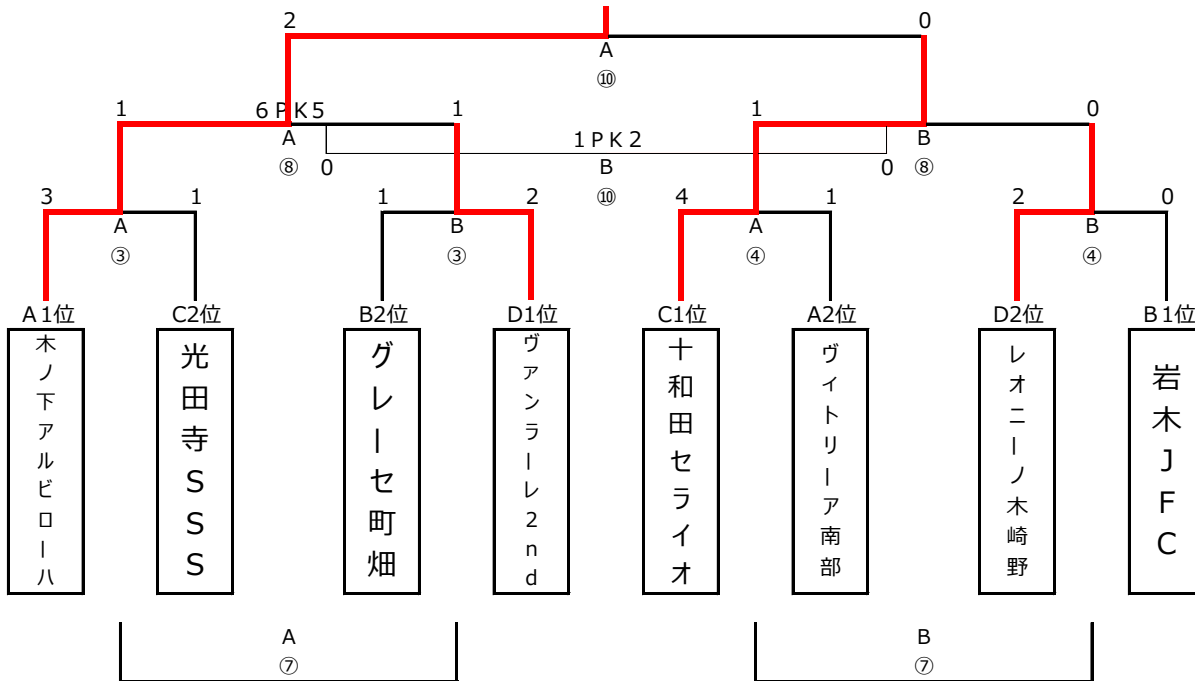 2 0
A
⑩
1 6PK5 1 1 0
A 1PK2 B
⑧ 0 B 0 ⑧
⑩
3 1 1 2 4 1 2 0
A B A B
③ ③ ④ ④
A1位 C2位 B2位 D1位 C1位 A2位 D2位 B1位
木ノ下アルビローハ
光田寺SSS
グレーセ町畑
ヴァンラーレ2nd
十和田セライオ
ヴィトリーア南部
レオニーノ木崎野
岩木JFC
A B
⑦ ⑦